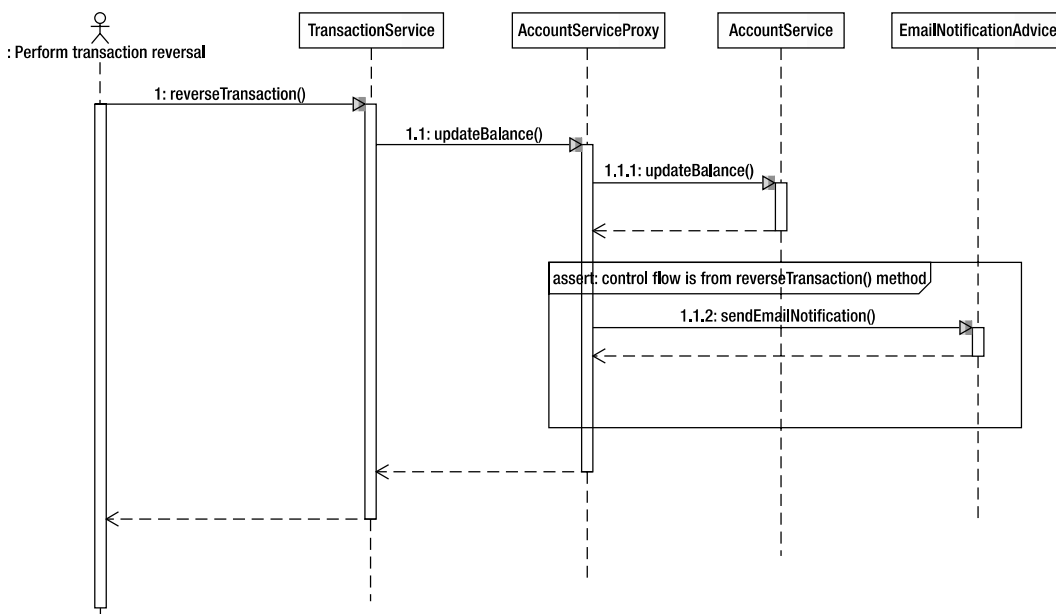 TransactionService
AccountServiceProxy
AccountService
EmailNotificationAdvice
: Perform transaction reversal
1: reverseTransaction()
1.1: updateBalance()
1.1.1: updateBalance()
assert: control flow is from reverseTransaction() method
1.1.2: sendEmailNotification()